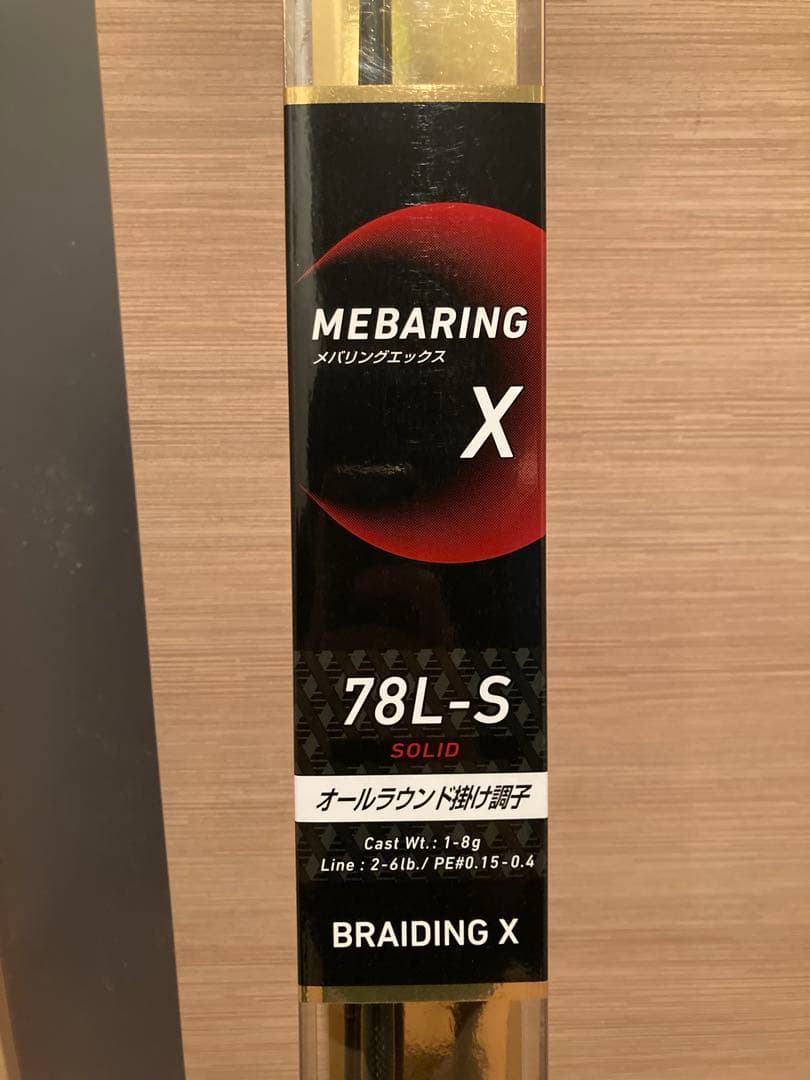 MEBARING
メバリングエックス
X
78L-S
SOLID
オールラウンド掛け調子
Cast Wt.: 1-8g
Line : 2-6lb./ PE#0.15-0.4
BRAIDING X